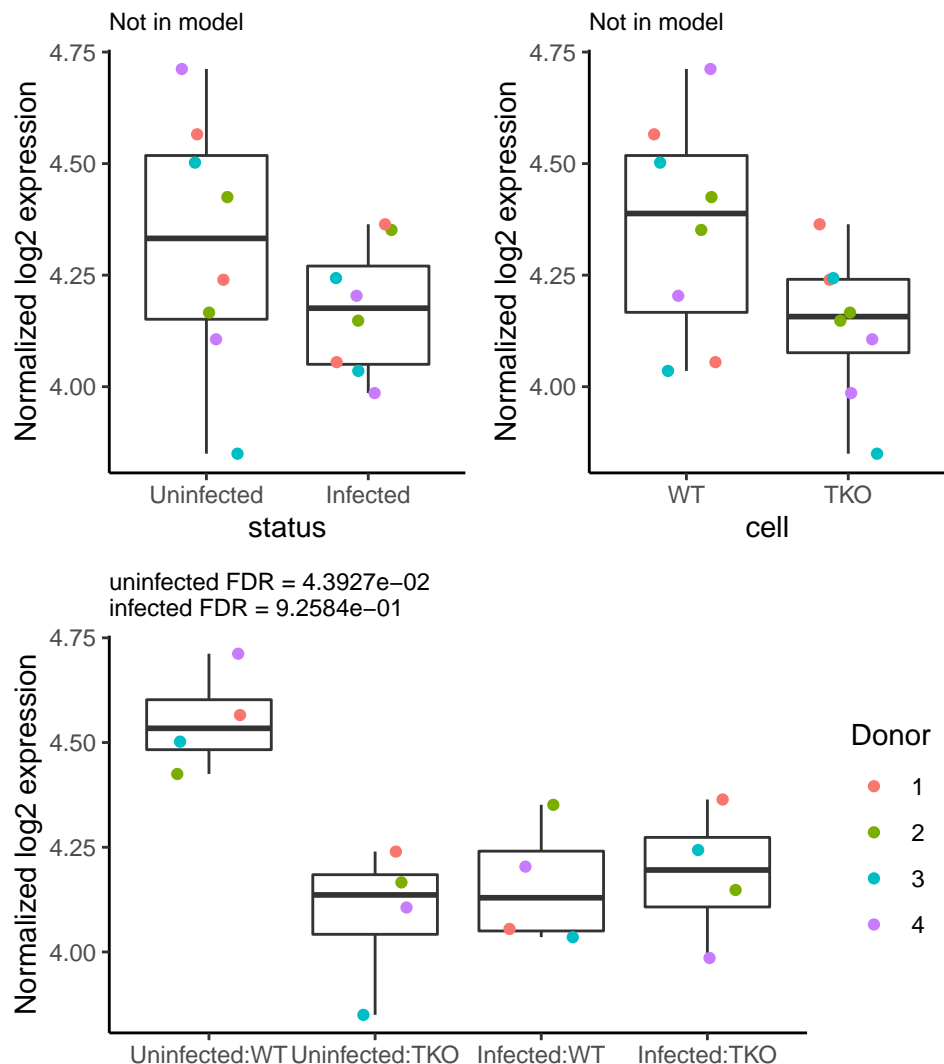 Not in model
4.75
4.50
4.25
4.00
Normalized log2 expression
Uninfected Infected
status
Not in model
4.75
4.50
4.25
4.00
Normalized log2 expression
WT TKO
cell
uninfected FDR = 4.3927e−02
infected FDR = 9.2584e−01
4.75
4.50
4.25
4.00
Normalized log2 expression
Uninfected:WT Uninfected:TKO Infected:WT Infected:TKO
Donor
1
2
3
4